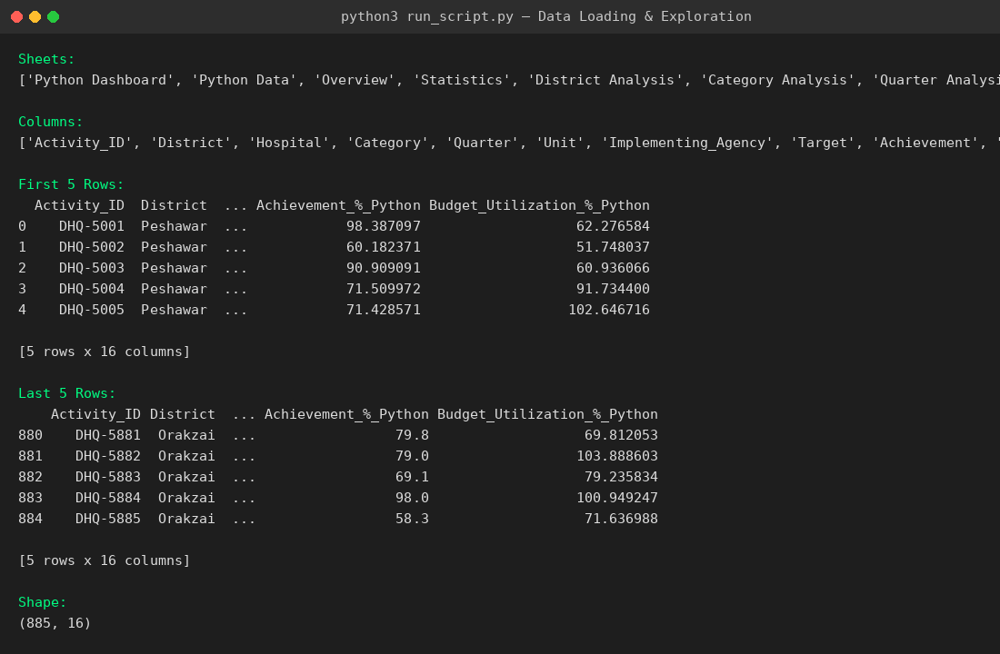 python3 run_script.py — Data Loading & Exploration
Sheets:
['Python Dashboard', 'Python Data', 'Overview', 'Statistics', 'District Analysis', 'Category Analysis', 'Quarter Analysi
Columns:
['Activity_ID', 'District', 'Hospital', 'Category', 'Quarter', 'Unit', 'Implementing_Agency', 'Target', 'Achievement', '
First 5 Rows:
  Activity_ID  District  ... Achievement_%_Python Budget_Utilization_%_Python
0    DHQ-5001  Peshawar  ...            98.387097                   62.276584
1    DHQ-5002  Peshawar  ...            60.182371                   51.748037
2    DHQ-5003  Peshawar  ...            90.909091                   60.936066
3    DHQ-5004  Peshawar  ...            71.509972                   91.734400
4    DHQ-5005  Peshawar  ...            71.428571                  102.646716
[5 rows x 16 columns]
Last 5 Rows:
    Activity_ID District  ... Achievement_%_Python Budget_Utilization_%_Python
880    DHQ-5881  Orakzai  ...                 79.8                   69.812053
881    DHQ-5882  Orakzai  ...                 79.0                  103.888603
882    DHQ-5883  Orakzai  ...                 69.1                   79.235834
883    DHQ-5884  Orakzai  ...                 98.0                  100.949247
884    DHQ-5885  Orakzai  ...                 58.3                   71.636988
[5 rows x 16 columns]
Shape:
(885, 16)